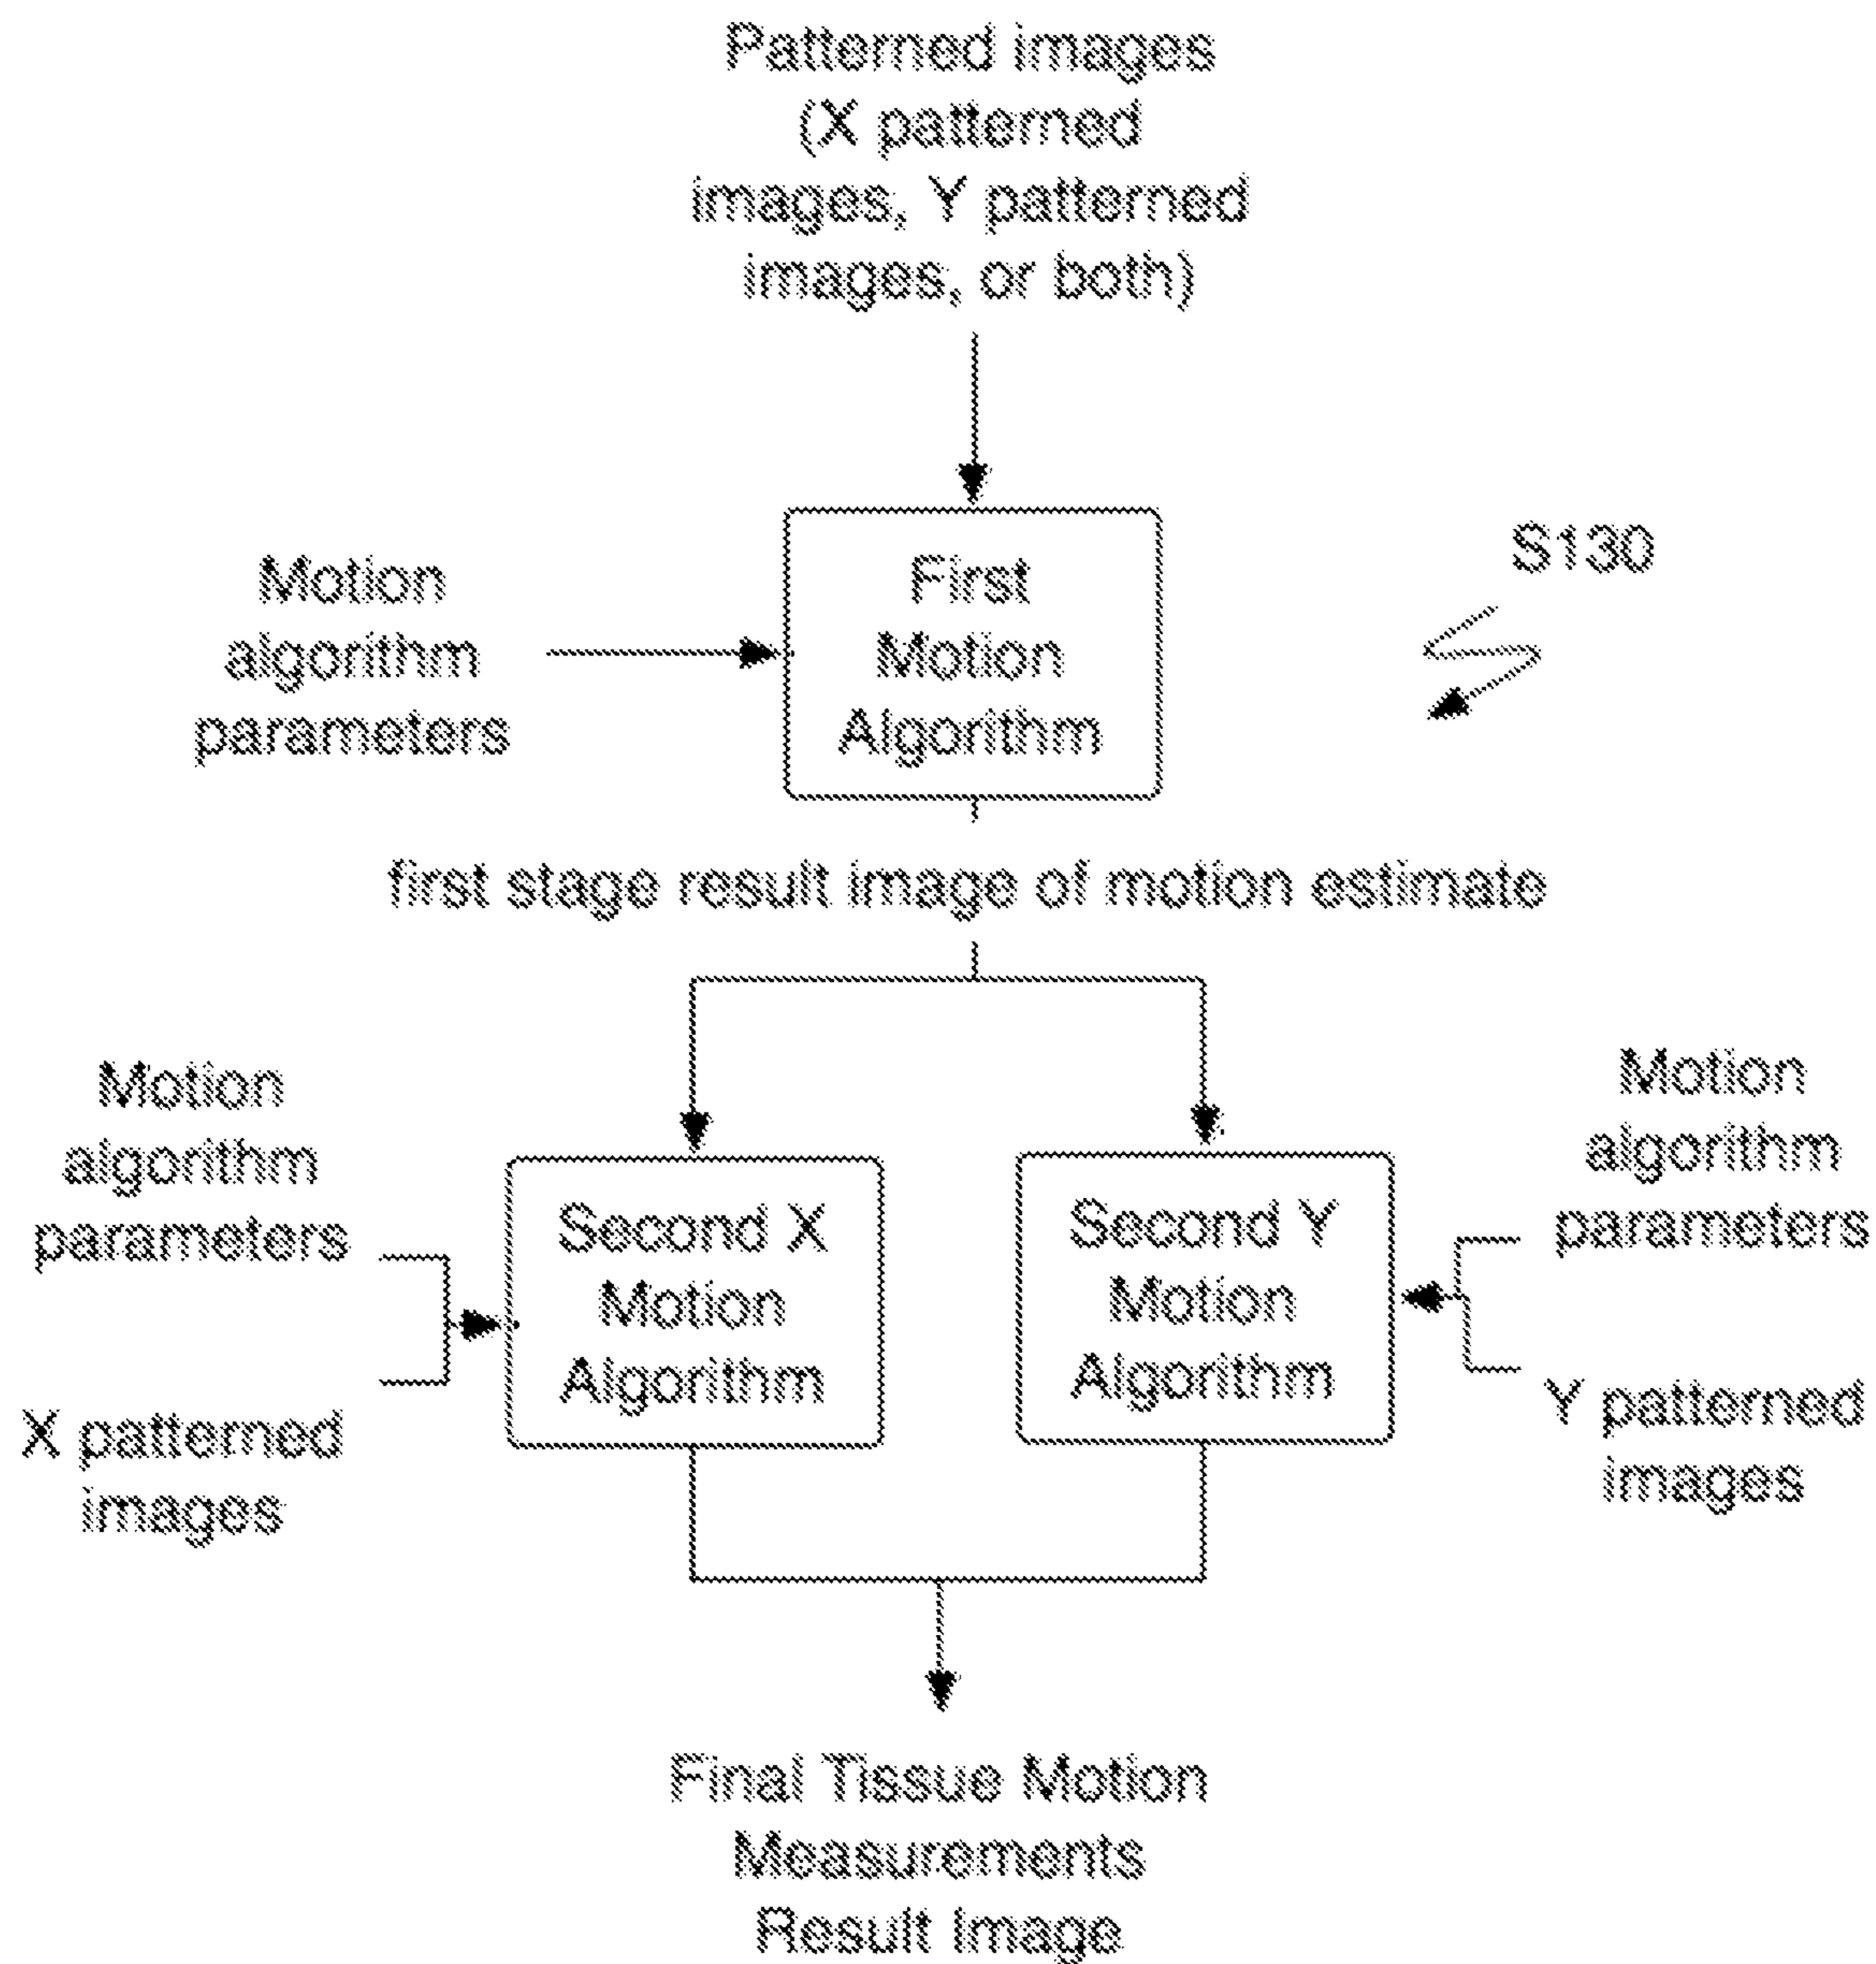 Patterned images
(X patterned
images, Y patterned
images, or both)
Motion
algorithm
parameters
First
Motion
Algorithm
S130
first stage result image of motion estimate
Motion
algorithm
parameters
X patterned
images
Second X
Motion
Algorithm
Second Y
Motion
Algorithm
Motion
algorithm
parameters
Y patterned
images
Final Tissue Motion
Measurements
Result Image